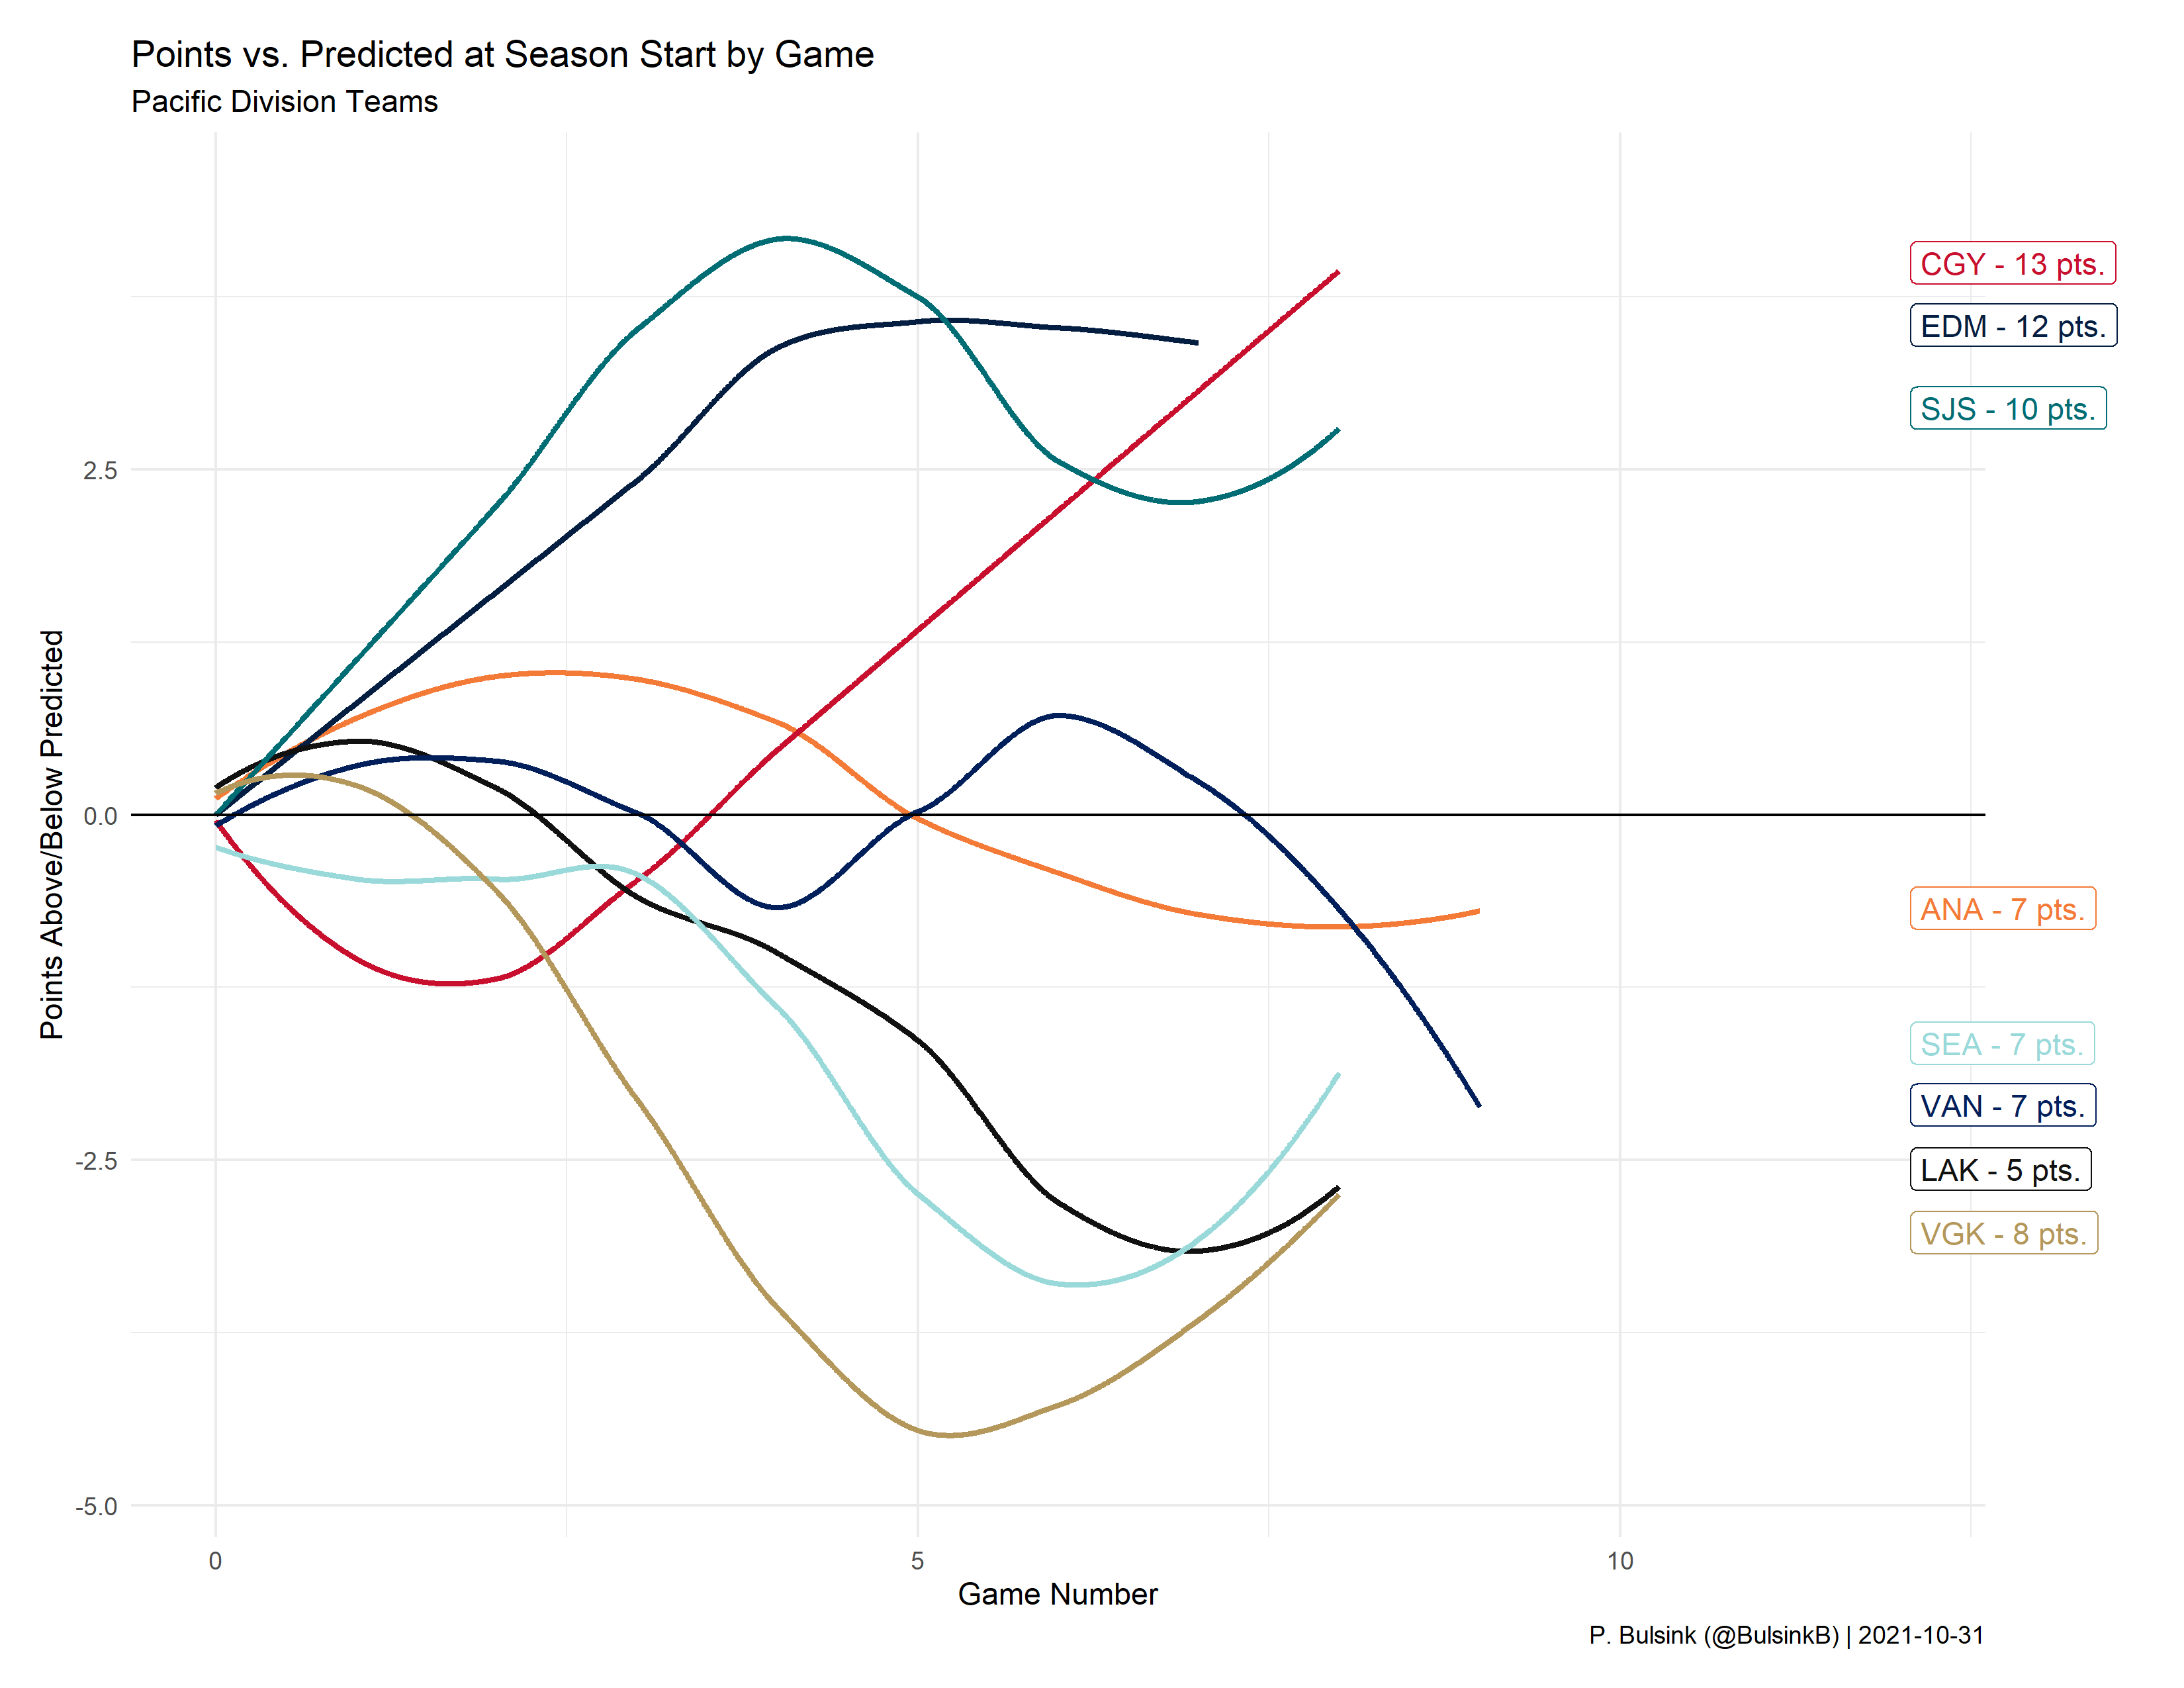 Points vs. Predicted at Season Start by Game
Pacific Division Teams
Points Above/Below Predicted
2.5
0.0
-2.5
-5.0
CGY - 13 pts.
EDM - 12 pts.
SJS - 10 pts.
ANA - 7 pts.
SEA - 7 pts.
VAN - 7 pts.
LAK - 5 pts.
VGK - 8 pts.
0
5
10
Game Number
P. Bulsink (@BulsinkB) | 2021-10-31